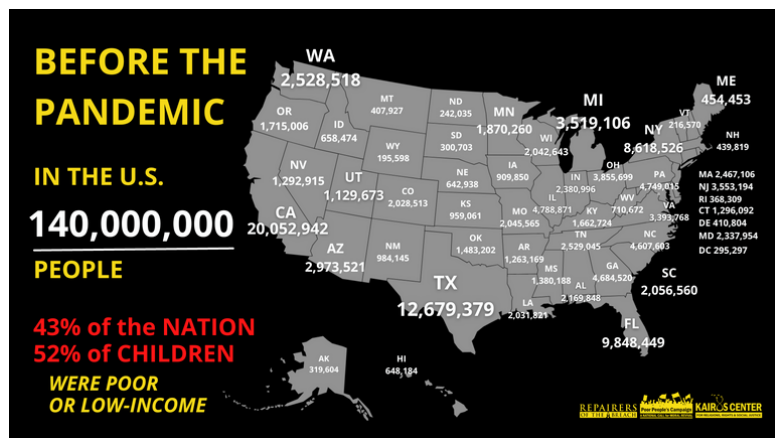 BEFORE THE
PANDEMIC
IN THE U.S.
140,000,000
PEOPLE
43% of the NATION
52% of CHILDREN
WERE POOR
OR LOW-INCOME
WA
2,528,518
OR
1,715,006
ID
658,474
MT
407,927
ND
242,035
MN
1,870,260
MI
3,519,106
ME
454,453
VT
216,570
NH
439,819
NY
8,618,526
WI
2,042,643
SD
300,703
WY
195,598
NV
1,292,915
UT
1,129,673
CO
2,028,513
NE
642,938
IA
909,850
IL
4,788,871
IN
2,380,996
OH
3,855,699
PA
4,749,015
MA 2,467,106
NJ 3,553,194
RI 368,309
CT 1,296,092
DE 410,804
MD 2,337,954
DC 295,297
CA
20,052,942
AZ
2,973,521
NM
984,145
KS
959,061
MO
2,045,565
KY
1,662,724
WV
710,672
VA
3,393,768
OK
1,483,202
AR
1,263,169
TN
2,529,045
NC
4,607,603
SC
2,056,560
TX
12,679,379
LA
2,031,821
MS
1,380,188
AL
2,169,848
GA
4,684,520
FL
9,848,449
AK
319,604
HI
648,184
REPAIRERS
OF THE BREACH
Poor People's Campaign
KAIROS CENTER